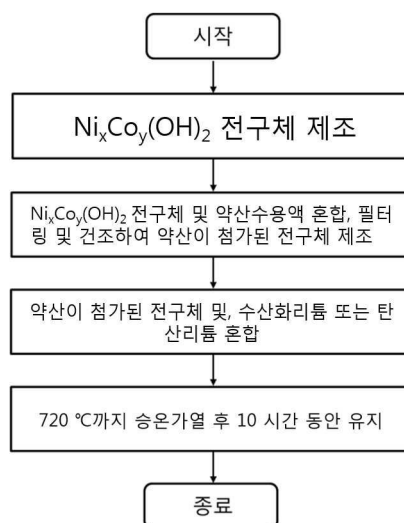 시작
NixCoy(OH)2 전구체 제조
NixCoy(OH)2 전구체 및 약산수용액 혼합, 필터
링 및 건조하여 약산이 첨가된 전구체 제조
약산이 첨가된 전구체 및, 수산화리튬 또는 탄
산리튬 혼합
720 ℃까지 승온가열 후 10 시간 동안 유지
종료